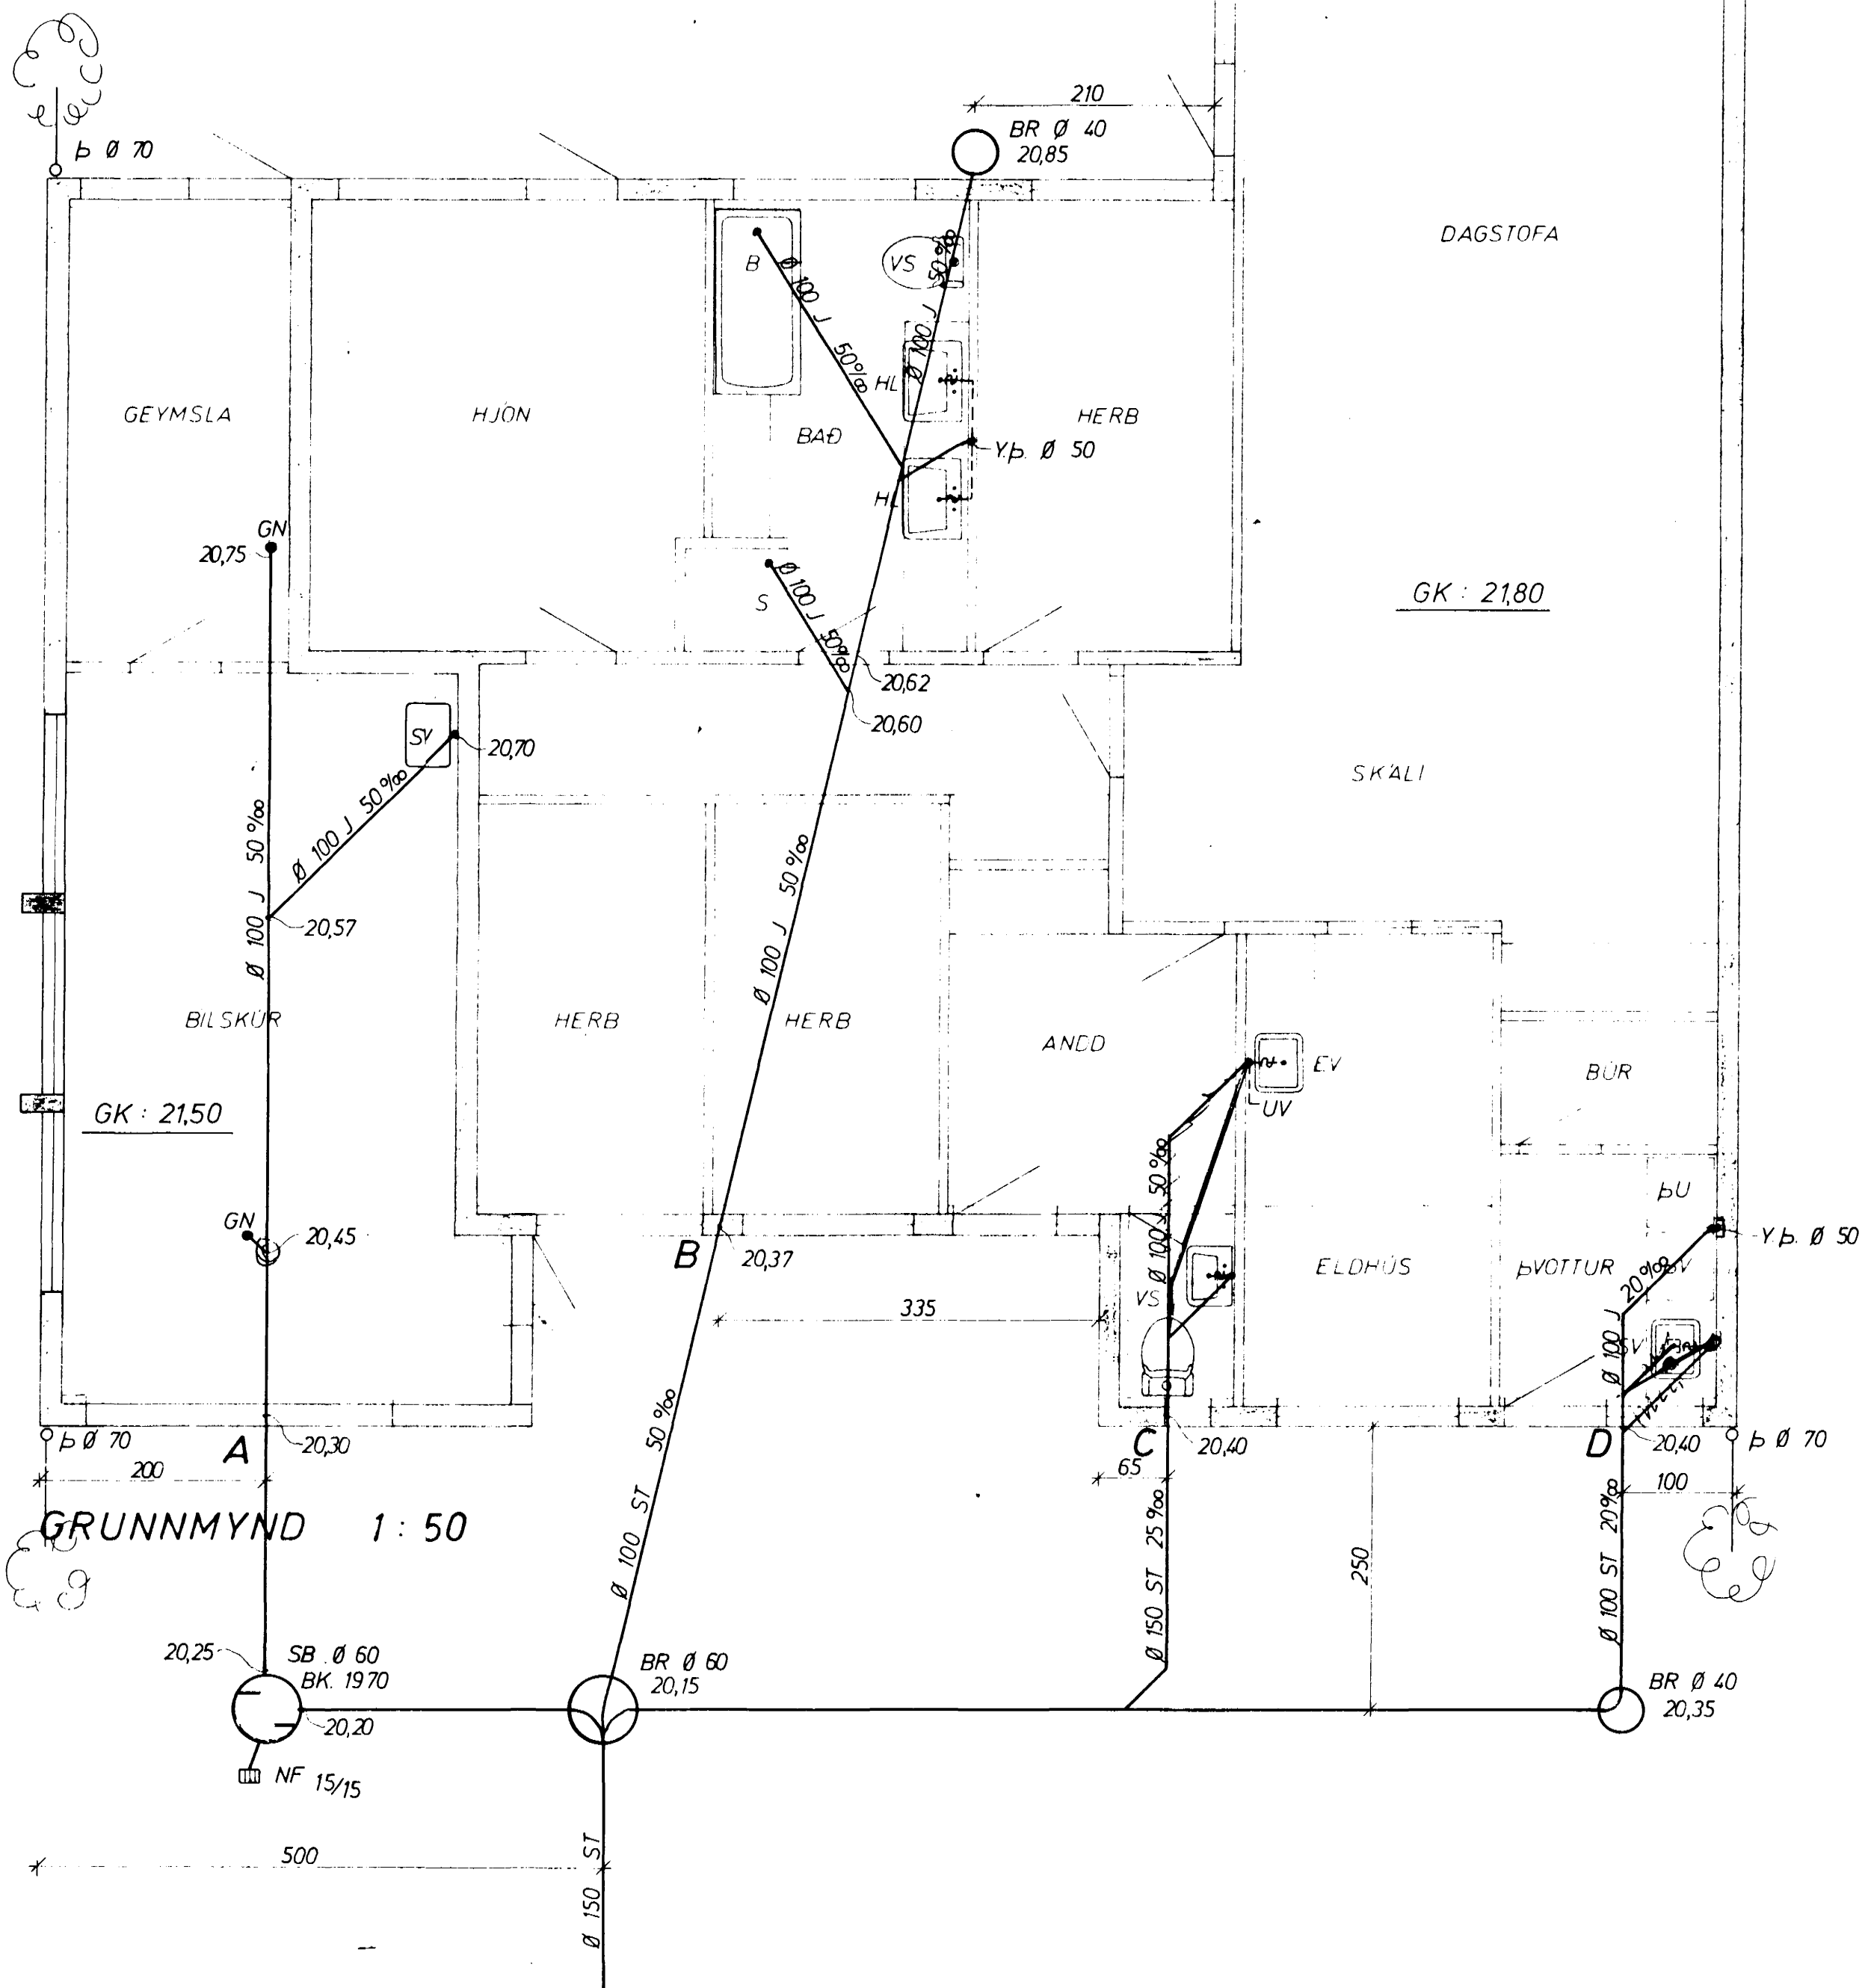 210
BR Ø 40
20,85
Þ Ø 70
DAGSTOFA
B
Ø 100 J 50‰
VS
Ø 100 J 50‰
HL
GEYMSLA
HJÓN
BAÐ
HERB
Y.Þ. Ø 50
HL
GN
20,75
S
Ø 100 J 50‰
GK : 21,80
20,62
20,60
SV
20,70
SKÁLI
Ø 100 J 50‰
Ø 100 J 50‰
Ø 100 J 50‰
20,57
BÍLSKÚR
HERB
HERB
ANDD
EV
UV
BÚR
GK : 21,50
Ø 100 J 50‰
ÞU
GN
20,45
B
20,37
335
VS
ELDHÚS
ÞVOTTUR
SV
Y.Þ. Ø 50
Ø 100 J 20‰
SV
Þ Ø 70
A
20,30
200
C
20,40
65
D
20,40
Þ Ø 70
100
GRUNNMYND 1 : 50
Ø 100 ST 50‰
Ø 150 ST 25‰
250
Ø 100 ST 20‰
20,25
SB. Ø 60
BK. 1970
20,20
NF 15/15
BR Ø 60
20,15
BR Ø 40
20,35
500
Ø 150 ST